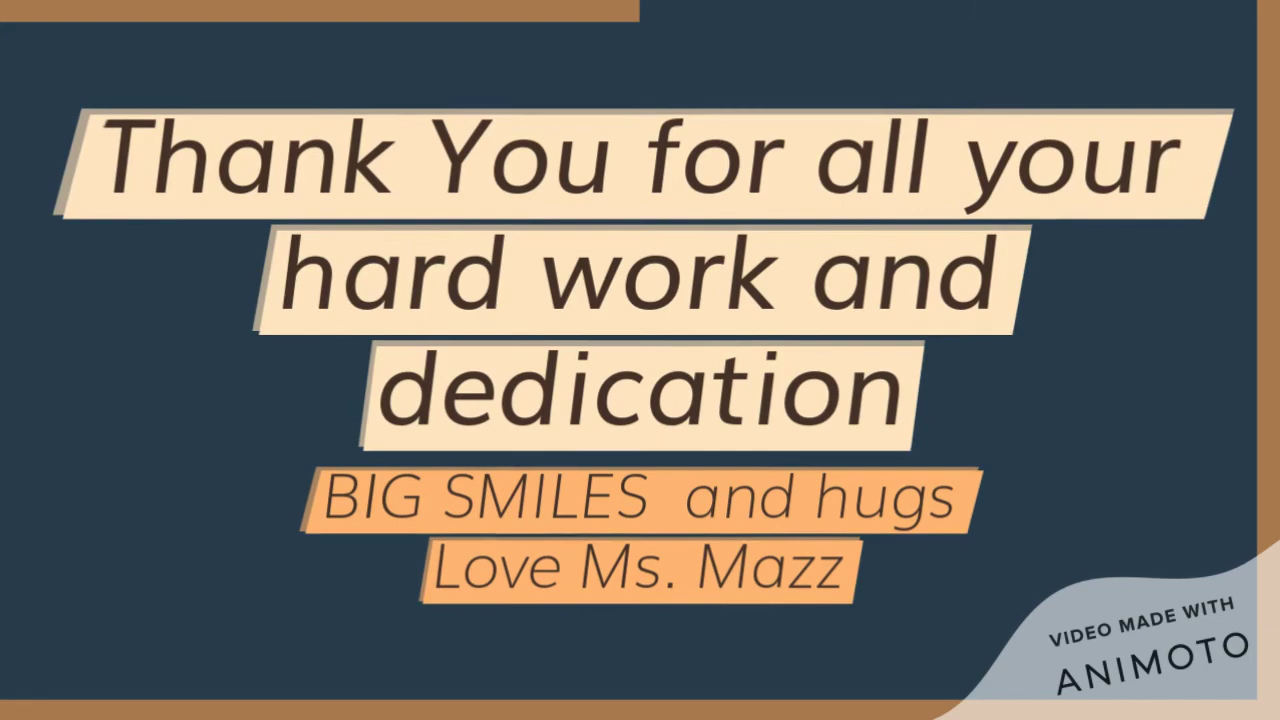 Thank You for all your
hard work and
dedication
BIG SMILES and hugs
Love Ms. Mazz
VIDEO MADE WITH
ANIMOTO